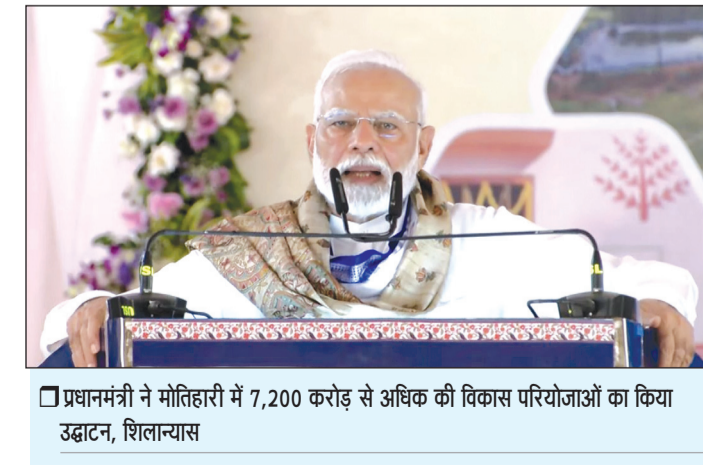 ❒ प्रधानमंत्री ने मोतिहारी में 7,200 करोड़ से अधिक की विकास परियोजाओं का किया
उद्घाटन, शिलान्यास